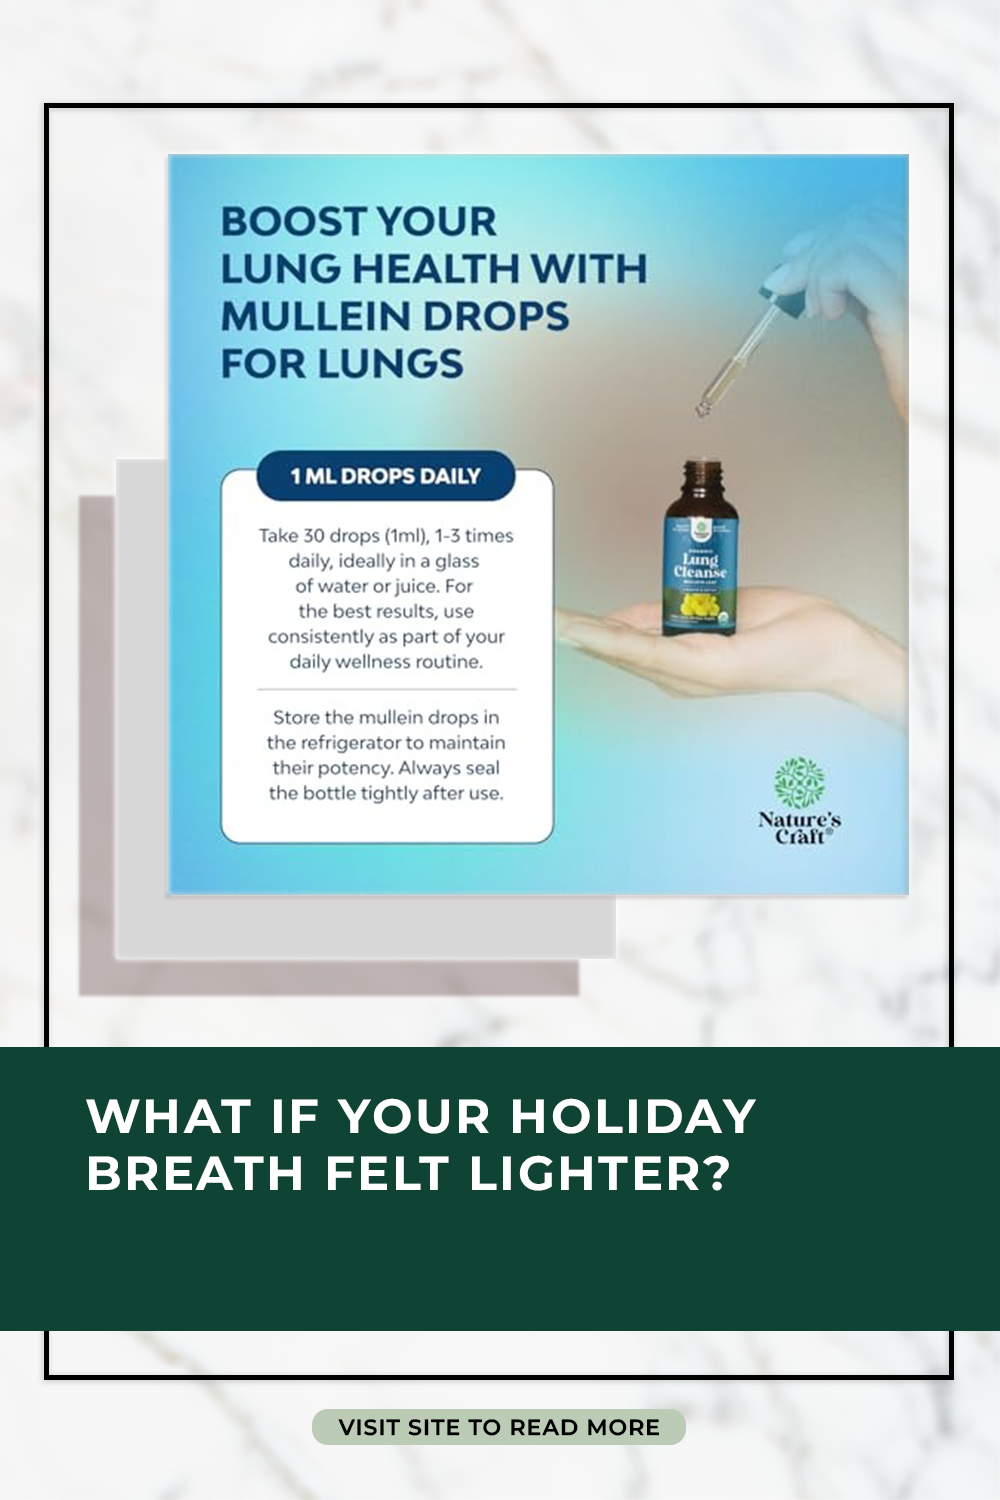 BOOST YOUR
LUNG HEALTH WITH
MULLEIN DROPS
FOR LUNGS
1 ML DROPS DAILY
Take 30 drops (1ml), 1-3 times
daily, ideally in a glass
of water or juice. For
the best results, use
consistently as part of your
daily wellness routine.
Store the mullein drops in
the refrigerator to maintain
their potency. Always seal
the bottle tightly after use.
ORGANIC
Lung
Cleanse
MULLEIN LEAF
Nature's
Craft®
WHAT IF YOUR HOLIDAY
BREATH FELT LIGHTER?
VISIT SITE TO READ MORE